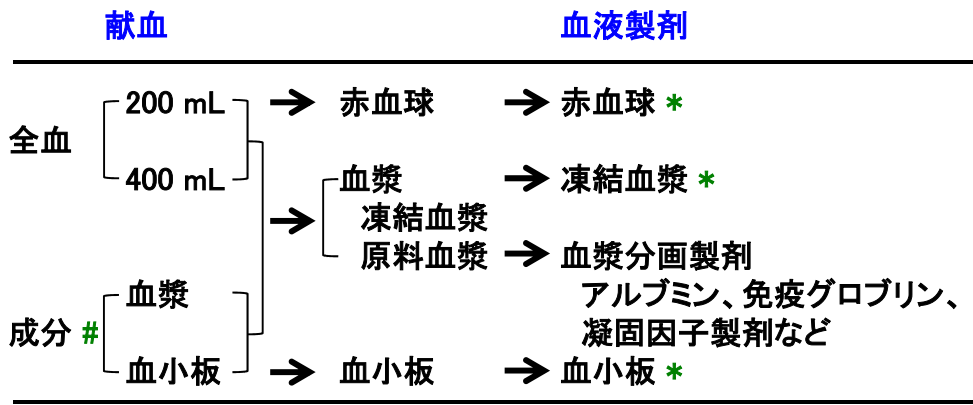 献血 血液製剤
200 mL → 赤血球 → 赤血球 *
全血
400 mL 血漿 → 凍結血漿 *
凍結血漿
→ 原料血漿 → 血漿分画製剤
血漿 アルブミン、免疫グロブリン、
成分 # 凝固因子製剤など
血小板 → 血小板 → 血小板 *